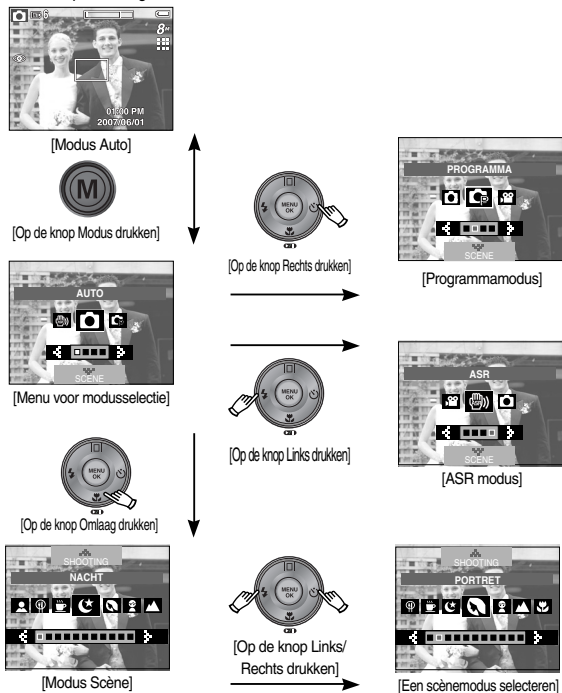 8M
01:00 PM
2007/06/01
[Modus Auto]
M
[Op de knop Modus drukken]
MENU
OK
[Op de knop Rechts drukken]
PROGRAMMA
SCENE
[Programmamodus]
AUTO
SCENE
[Menu voor modusselectie]
MENU
OK
[Op de knop Links drukken]
ASR
SCENE
[ASR modus]
MENU
OK
[Op de knop Omlaag drukken]
SHOOTING
NACHT
[Modus Scène]
MENU
OK
[Op de knop Links/
Rechts drukken]
SHOOTING
PORTRET
[Een scènemodus selecteren]